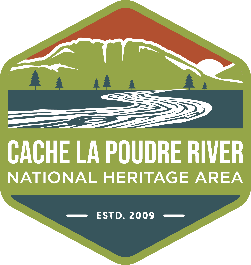 CACHE LA POUDRE RIVER
NATIONAL HERITAGE AREA
ESTD. 2009